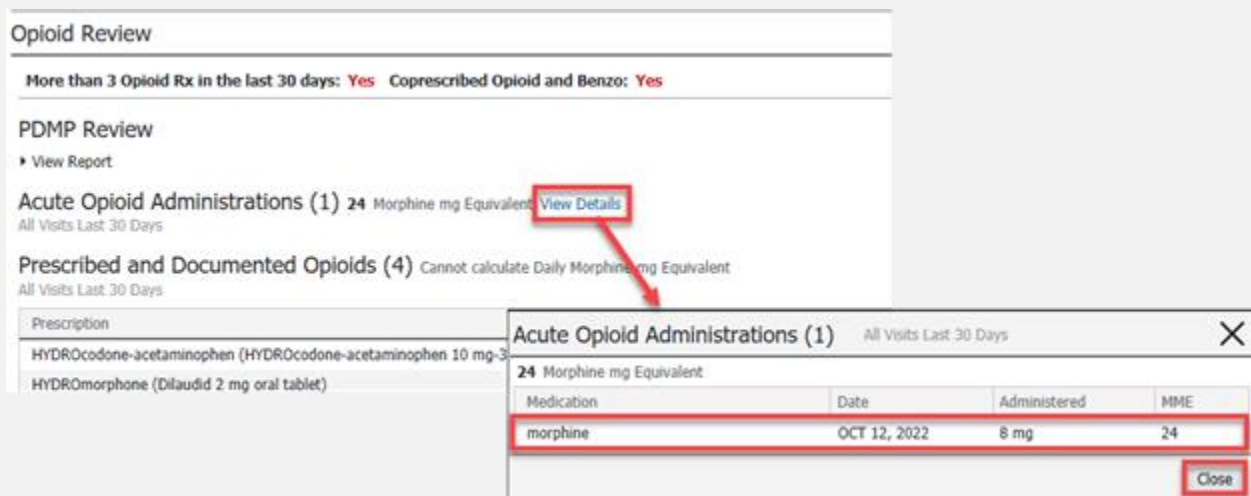 Opioid Review
More than 3 Opioid Rx in the last 30 days: Yes Coprescribed Opioid and Benzo: Yes
PDMP Review
View Report
Acute Opioid Administrations (1) 24 Morphine mg Equivalent View Details
All Visits Last 30 Days
Prescribed and Documented Opioids (4) Cannot calculate Daily Morphine mg Equivalent
All Visits Last 30 Days
Prescription
HYDROcodone-acetaminophen (HYDROcodone-acetaminophen 10 mg-3
HYDROmorphone (Dilaudid 2 mg oral tablet)
Acute Opioid Administrations (1) All Visits Last 30 Days
24 Morphine mg Equivalent
Medication Date Administered MME
morphine OCT 12, 2022 8 mg 24
Close